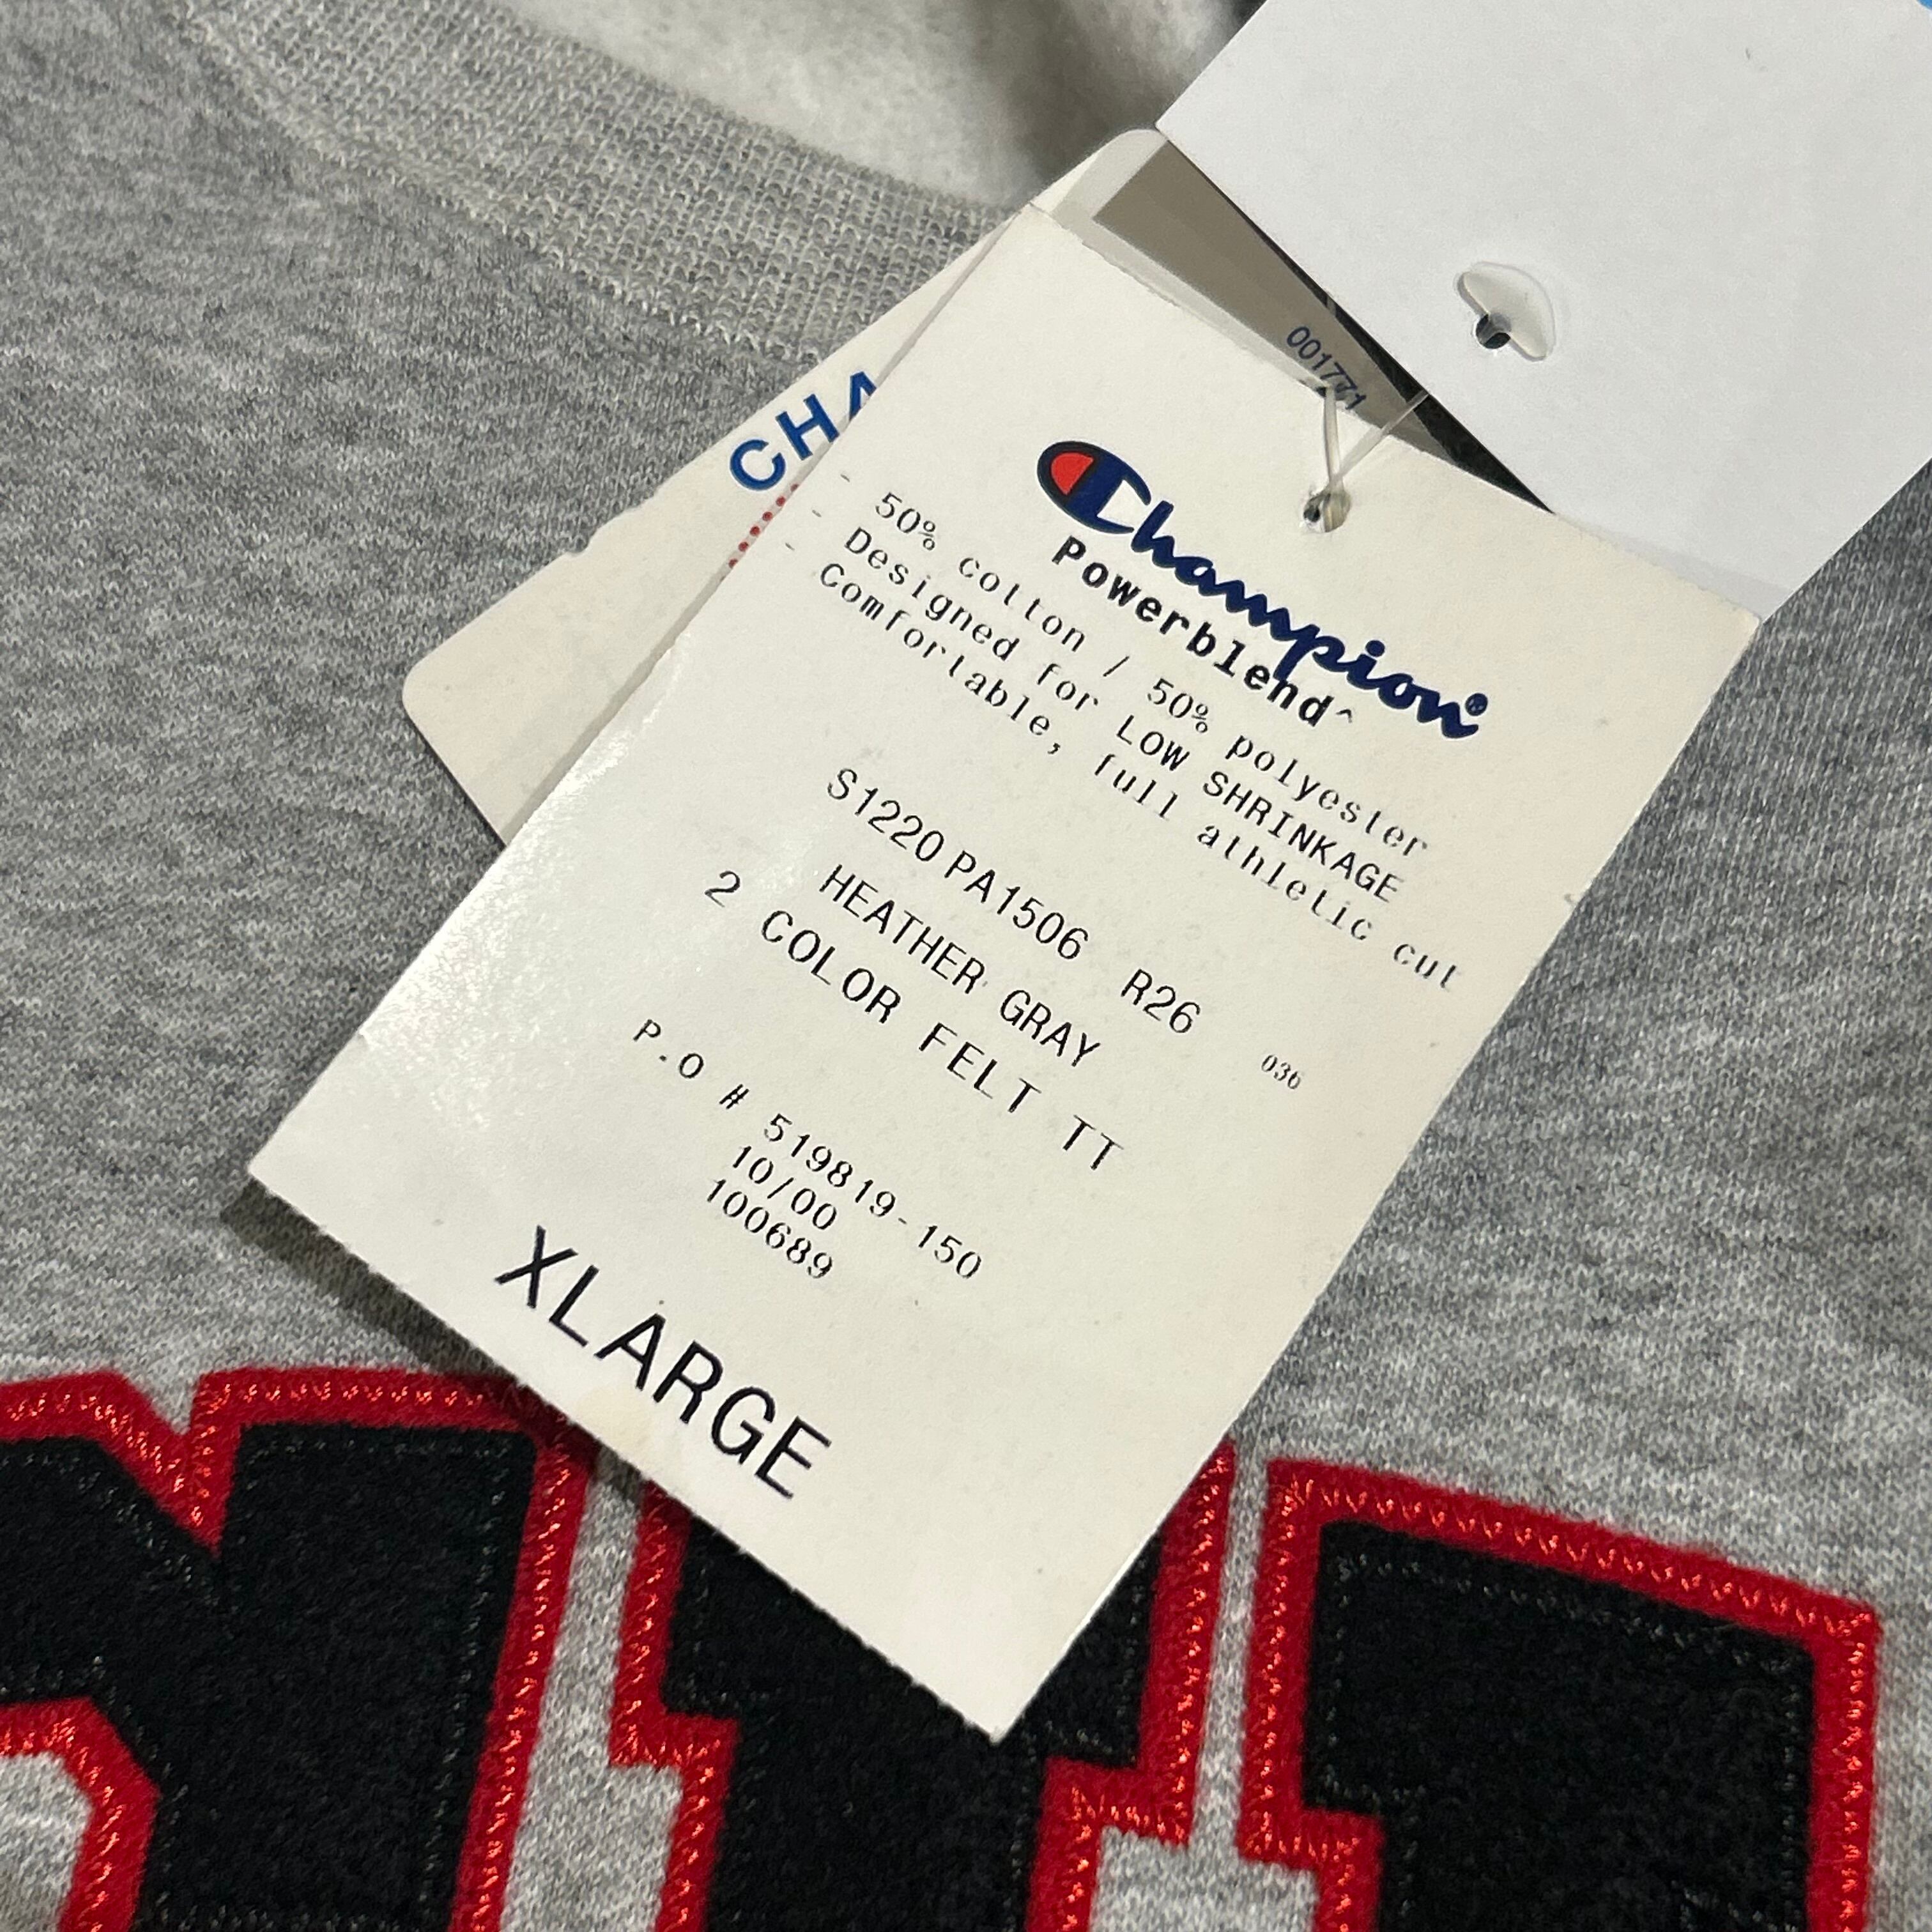 001771
CHA
Champion®
Powerblend^
- 50% cotton / 50% polyester
- Designed for LOW SHRINKAGE
- Comfortable, full athletic cut
S1220 PA1506 R26
HEATHER GRAY 036
2 COLOR FELT TT
P.O # 519819-150
10/00
100689
XLARGE